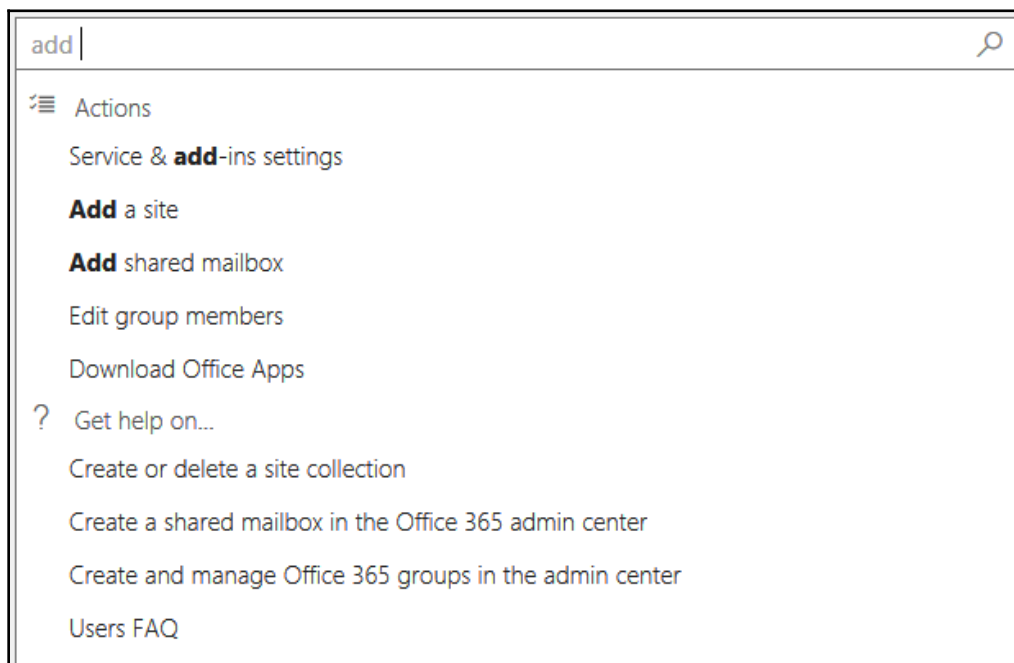 add
Actions
Service & add-ins settings
Add a site
Add shared mailbox
Edit group members
Download Office Apps
? Get help on...
Create or delete a site collection
Create a shared mailbox in the Office 365 admin center
Create and manage Office 365 groups in the admin center
Users FAQ